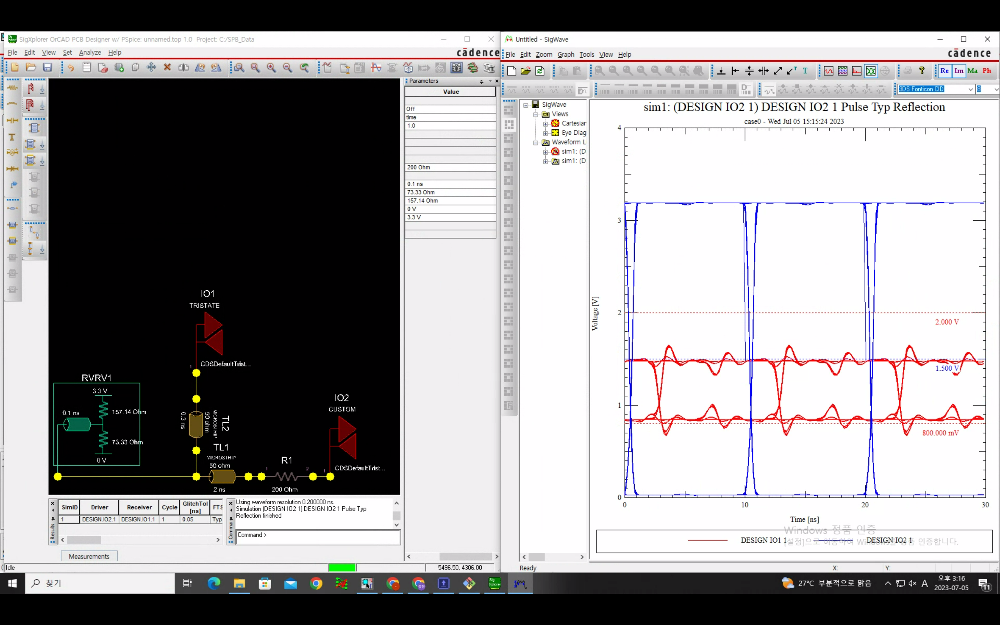 SigXplorer OrCAD PCB Designer w/ PSpice: unnamed.top 1.0 Project: C:/SPB_Data
File Edit View Set Analyze Help
cādence
Parameters
Value
Off
time
1.0
200 Ohm
0.1 ns
73.33 Ohm
157.14 Ohm
0 V
3.3 V
IO1
TRISTATE
CDSDefaultTrist...
1
RVRV1
3.3 V
0.1 ns
157.14 Ohm
73.33 Ohm
0 V
0.3 ns
50 ohm
MICROSTRIP
TL2
TL1
MICROSTRIP
50 ohm
2 ns
R1
1
2
200 Ohm
IO2
CUSTOM
1
CDSDefaultTrist...
Results
SimID Driver Receiver Cycle GlitchTol [ns] FTS
1 DESIGN.IO2.1 DESIGN.IO1.1 1 0.05 Typ
Measurements
Using waveform resolution 0.200000 ns.
Simulation (DESIGN IO2 1) DESIGN IO2 1 Pulse Typ
Reflection finished
Command >
Idle
5496.50, 4306.00
Untitled - SigWave
File Edit Zoom Graph Tools View Help
cādence
Re Im Ma Ph
3DS Fonticon CID
8
SigWave
Views
Cartesian
Eye Diag
Waveform L
sim1: (D
sim1: (D
sim1: (DESIGN IO2 1) DESIGN IO2 1 Pulse Typ Reflection
case0 - Wed Jul 05 15:15:24 2023
Voltage [V]
4
3
2
1
0
2.000 V
1.500 V
800.000 mV
0
10
20
30
Time [ns]
Windows 정품 인증
DESIGN IO1 1
DESIGN IO2 1
[설정]으로 이동하여 Windows를 정품 인증합니다.
Ready
X:
Y:
찾기
27°C 부분적으로 맑음
A
오후 3:16
2023-07-05
11